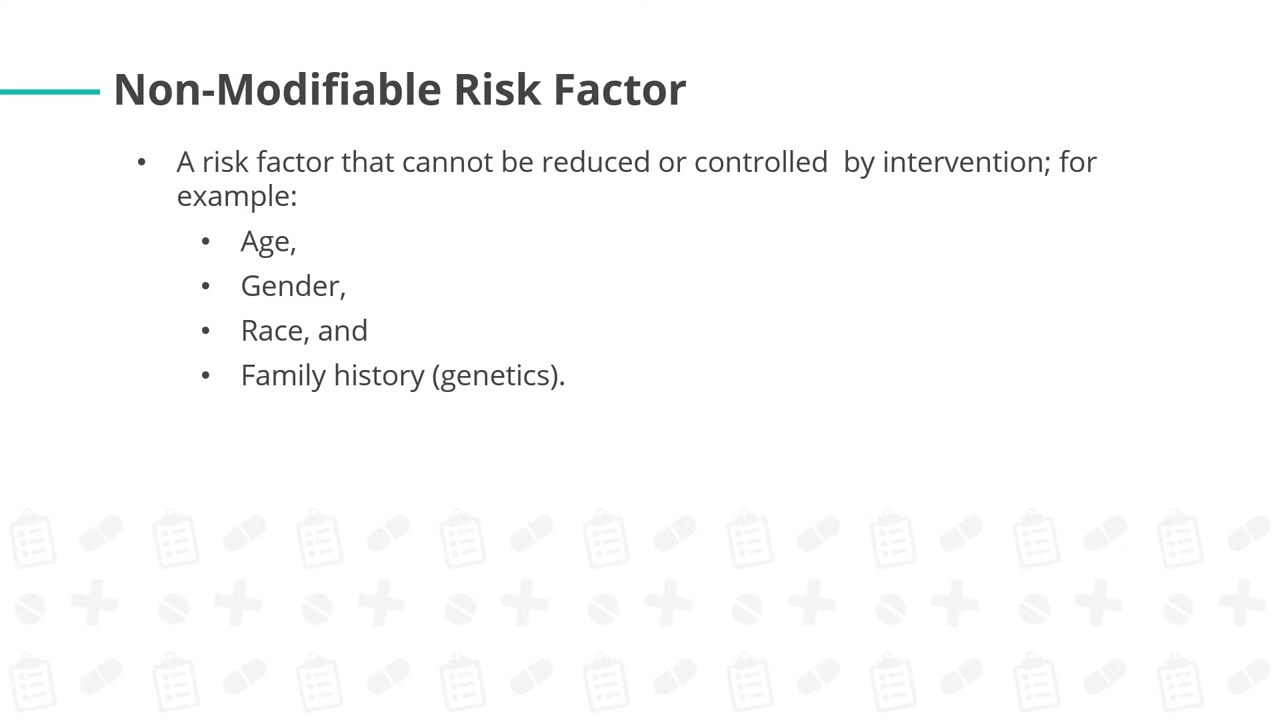 Non-Modifiable Risk Factor
• A risk factor that cannot be reduced or controlled  by intervention; for
example:
• Age,
• Gender,
• Race, and
• Family history (genetics).